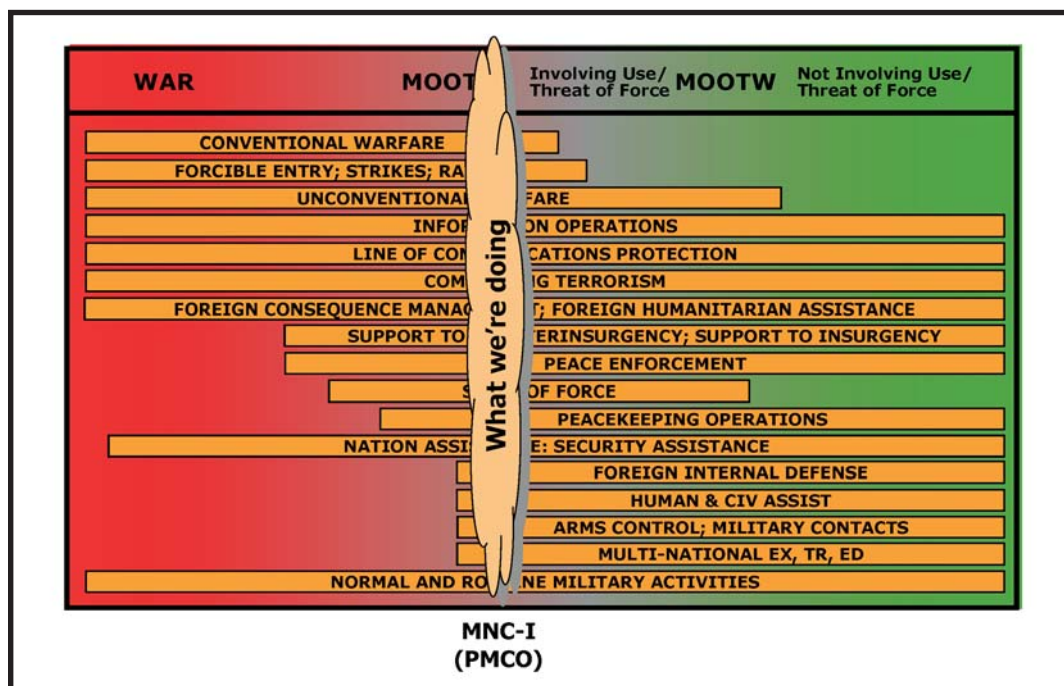 WAR
MOOT
Involving Use/
Threat of Force
MOOTW
Not Involving Use/
Threat of Force
CONVENTIONAL WARFARE
FORCIBLE ENTRY; STRIKES; RA
UNCONVENTIONAL FARE
INFOR ON OPERATIONS
LINE OF COM CATIONS PROTECTION
COM NG TERRORISM
FOREIGN CONSEQUENCE MANAG T; FOREIGN HUMANITARIAN ASSISTANCE
SUPPORT TO TERINSURGENCY; SUPPORT TO INSURGENCY
PEACE ENFORCEMENT
S OF FORCE
PEACEKEEPING OPERATIONS
NATION ASSIS E: SECURITY ASSISTANCE
FOREIGN INTERNAL DEFENSE
HUMAN & CIV ASSIST
ARMS CONTROL; MILITARY CONTACTS
MULTI-NATIONAL EX, TR, ED
NORMAL AND RO NE MILITARY ACTIVITIES
What we're doing
MNC-I
(PMCO)